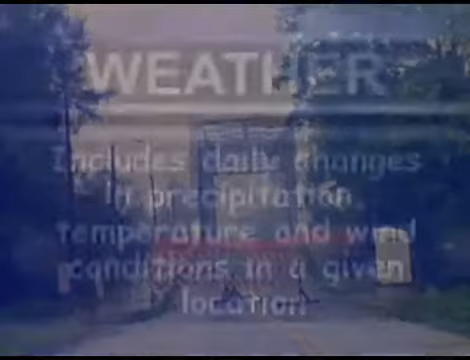 WEATHER
Includes daily changes
in precipitation,
temperature and wind
conditions in a given
location